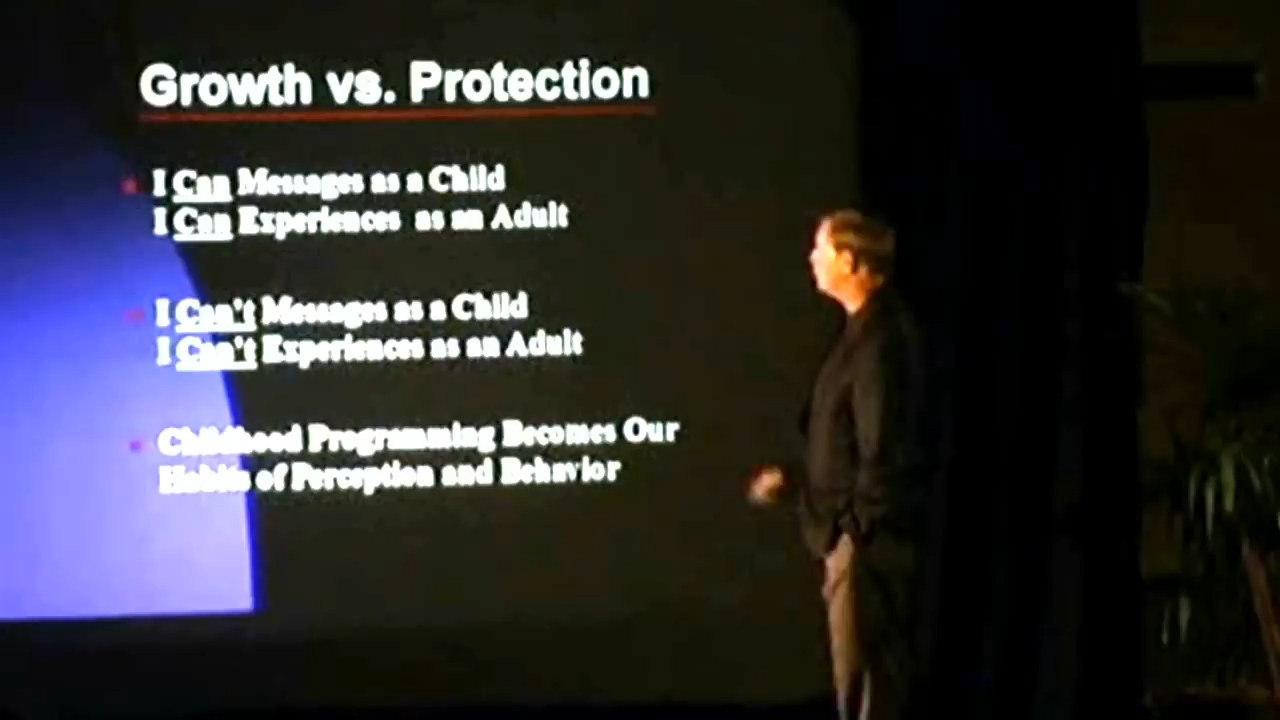 Growth vs. Protection
I Can Messages as a Child
I Can Experiences as an Adult
I Can't Messages as a Child
I Can't Experiences as an Adult
Childhood Programming Becomes Our
Habits of Perception and Behavior